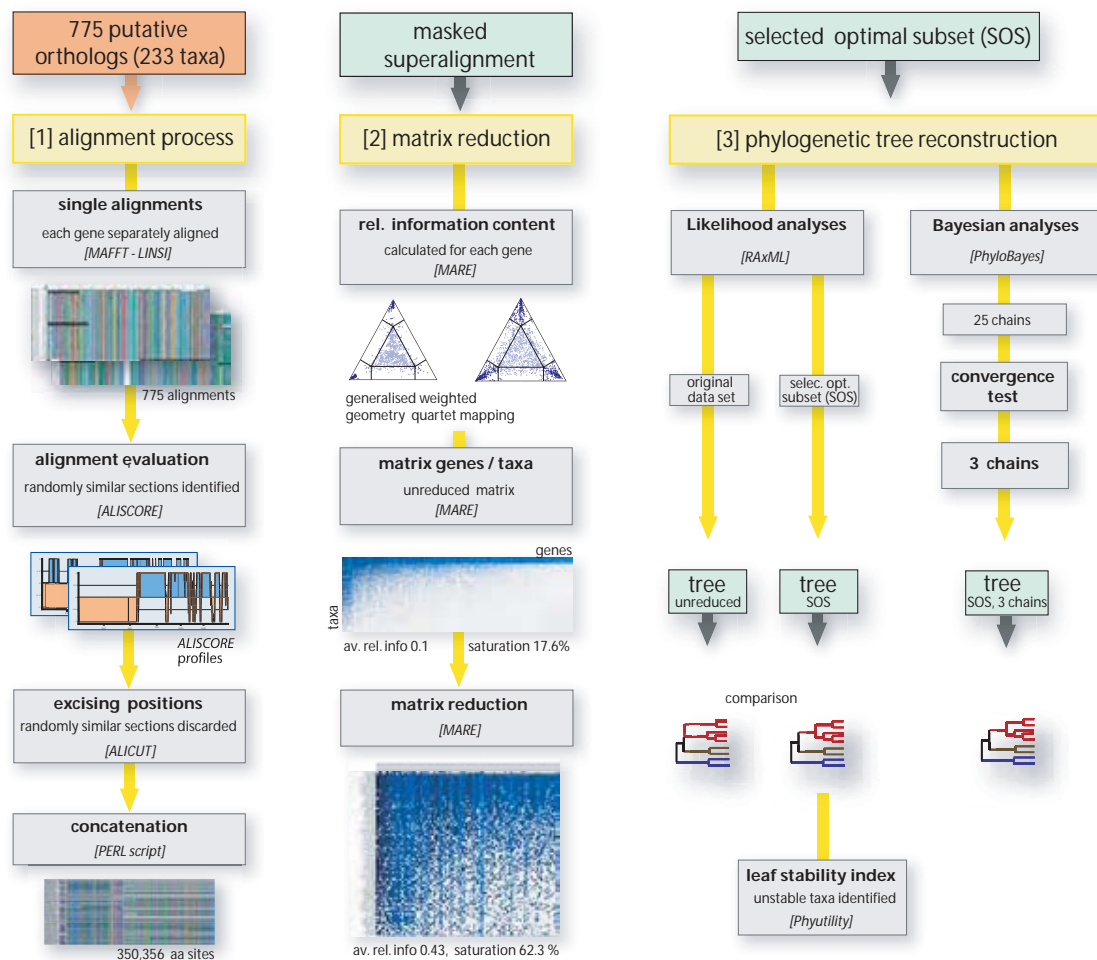 775 putative
orthologs (233 taxa)
[1] alignment process
single alignments
each gene separately aligned
[MAFFT - LINSI]
775 alignments
alignment evaluation
randomly similar sections identified
[ALISCORE]
ALISCORE
profiles
excising positions
randomly similar sections discarded
[ALICUT]
concatenation
[PERL script]
350,356 aa sites
masked
superalignment
[2] matrix reduction
rel. information content
calculated for each gene
[MARE]
generalised weighted
geometry quartet mapping
matrix genes / taxa
unreduced matrix
[MARE]
genes
taxa
av. rel. info 0.1 saturation 17.6%
matrix reduction
[MARE]
av. rel. info 0.43, saturation 62.3 %
selected optimal subset (SOS)
[3] phylogenetic tree reconstruction
Likelihood analyses
[RAxML]
Bayesian analyses
[PhyloBayes]
25 chains
original
data set
selec. opt.
subset (SOS)
convergence
test
3 chains
tree
unreduced
tree
SOS
tree
SOS, 3 chains
comparison
leaf stability index
unstable taxa identified
[Phyutility]